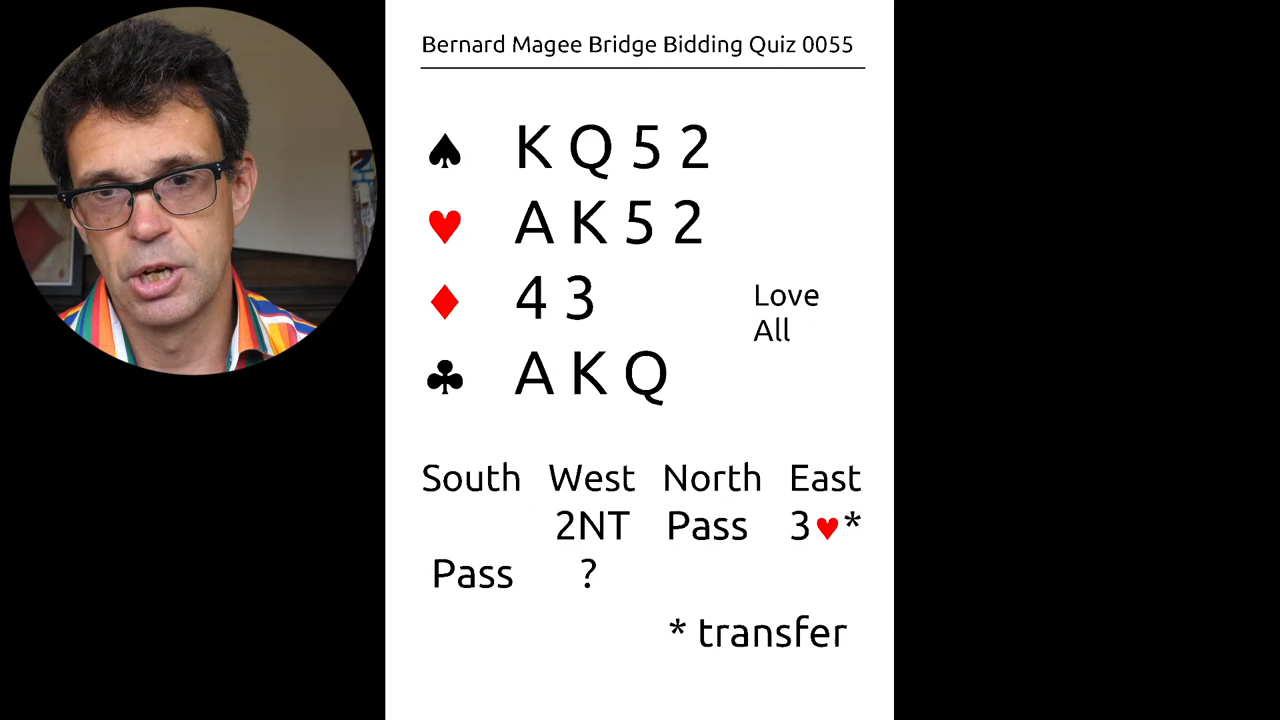 Bernard Magee Bridge Bidding Quiz 0055
♠ K Q 5 2
♥ A K 5 2
♦ 4 3
Love
All
♣ A K Q
South West North East
2NT Pass 3♥*
Pass ?
* transfer